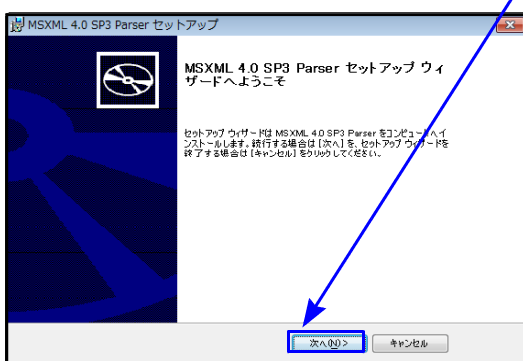 MSXML 4.0 SP3 Parser セットアップ
MSXML 4.0 SP3 Parser セットアップ ウィ
ザードへようこそ
セットアップ ウィザードは MSXML 4.0 SP3 Parser をコンピュータへイ
ンストールします。続行する場合は [次へ] を、セットアップ ウィザードを
終了する場合は [キャンセル] をクリックしてください。
次へ(N) >
キャンセル